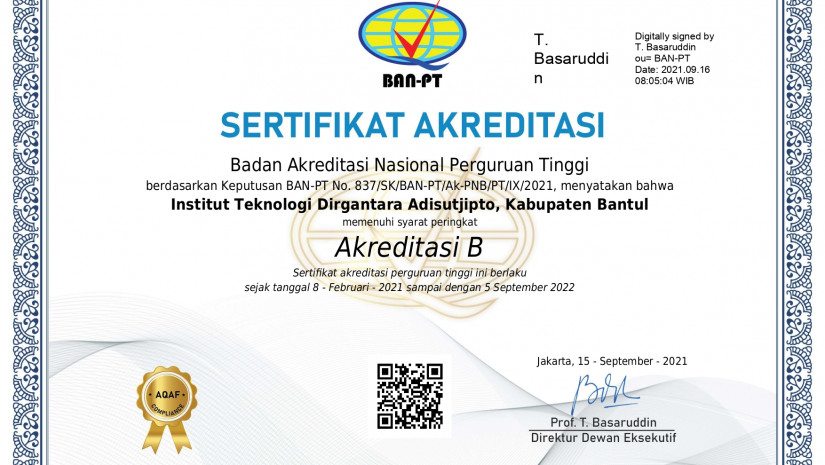 BAN-PT
T.
Basaruddi
n
Digitally signed by
T. Basaruddin
ou= BAN-PT
Date: 2021.09.16
08:05:04 WIB
SERTIFIKAT AKREDITASI
Badan Akreditasi Nasional Perguruan Tinggi
berdasarkan Keputusan BAN-PT No. 837/SK/BAN-PT/Ak-PNB/PT/IX/2021, menyatakan bahwa
Institut Teknologi Dirgantara Adisutjipto, Kabupaten Bantul
memenuhi syarat peringkat
Akreditasi B
Sertifikat akreditasi perguruan tinggi ini berlaku
sejak tanggal 8 - Februari - 2021 sampai dengan 5 September 2022
Jakarta, 15 - September - 2021
AQAF
COMPLIANCE
Prof. T. Basaruddin
Direktur Dewan Eksekutif